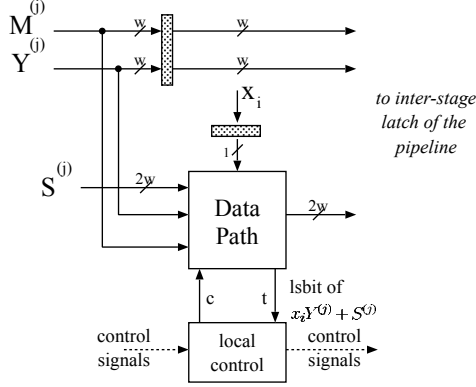 M^(j) w w
Y^(j) w w
x_i
to inter-stage
latch of the
pipeline
1
S^(j) 2w
Data
Path
2w
c t
lsbit of
x_iY^(j) + S^(j)
control
signals
local
control
control
signals